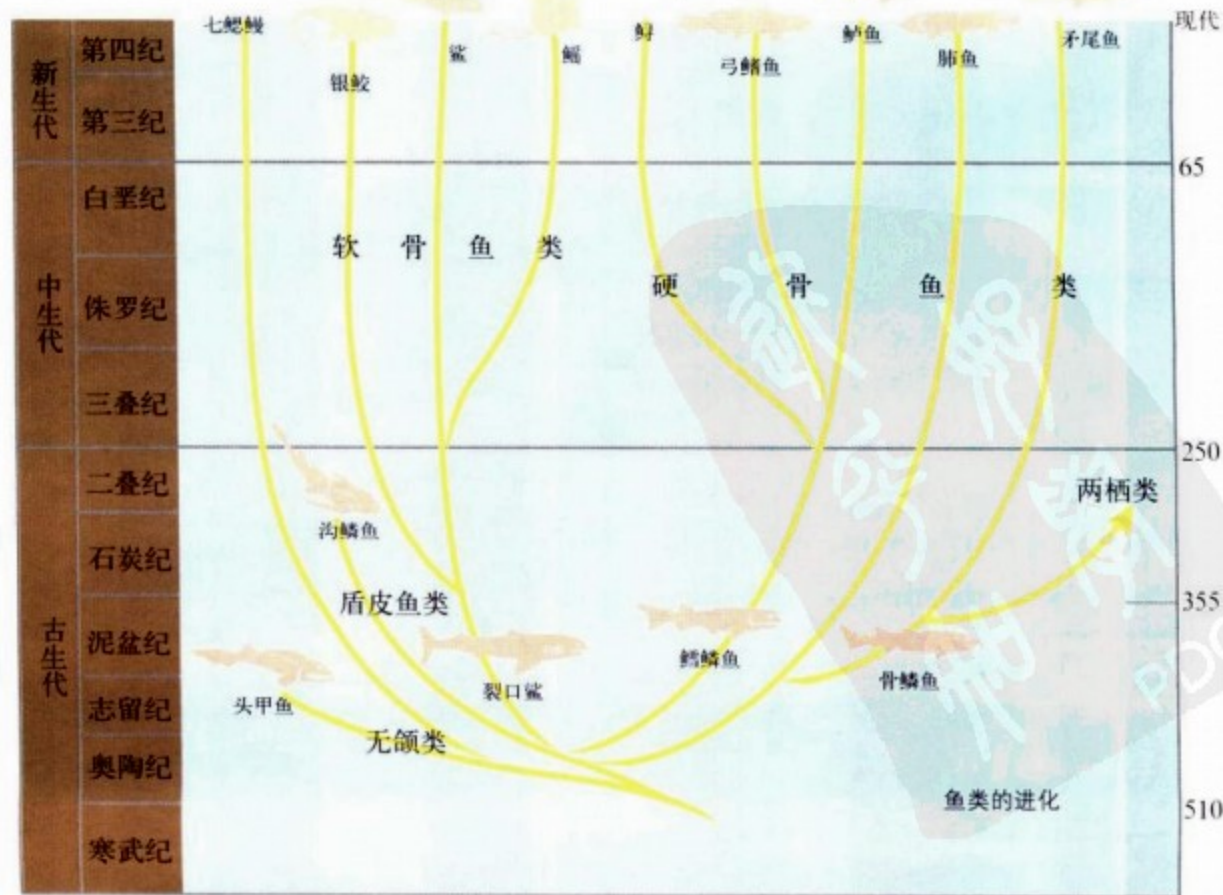 七鳃鳗
银鲛
鲨
鳐
鲟
弓鳍鱼
鲈鱼
肺鱼
矛尾鱼
现代
新生代
第四纪
第三纪
65
中生代
白垩纪
侏罗纪
三叠纪
软骨鱼类
硬骨鱼类
250
古生代
二叠纪
石炭纪
泥盆纪
志留纪
奥陶纪
寒武纪
沟鳞鱼
两栖类
盾皮鱼类
355
头甲鱼
裂口鲨
鳕鳞鱼
骨鳞鱼
无颌类
鱼类的进化
510
PDG